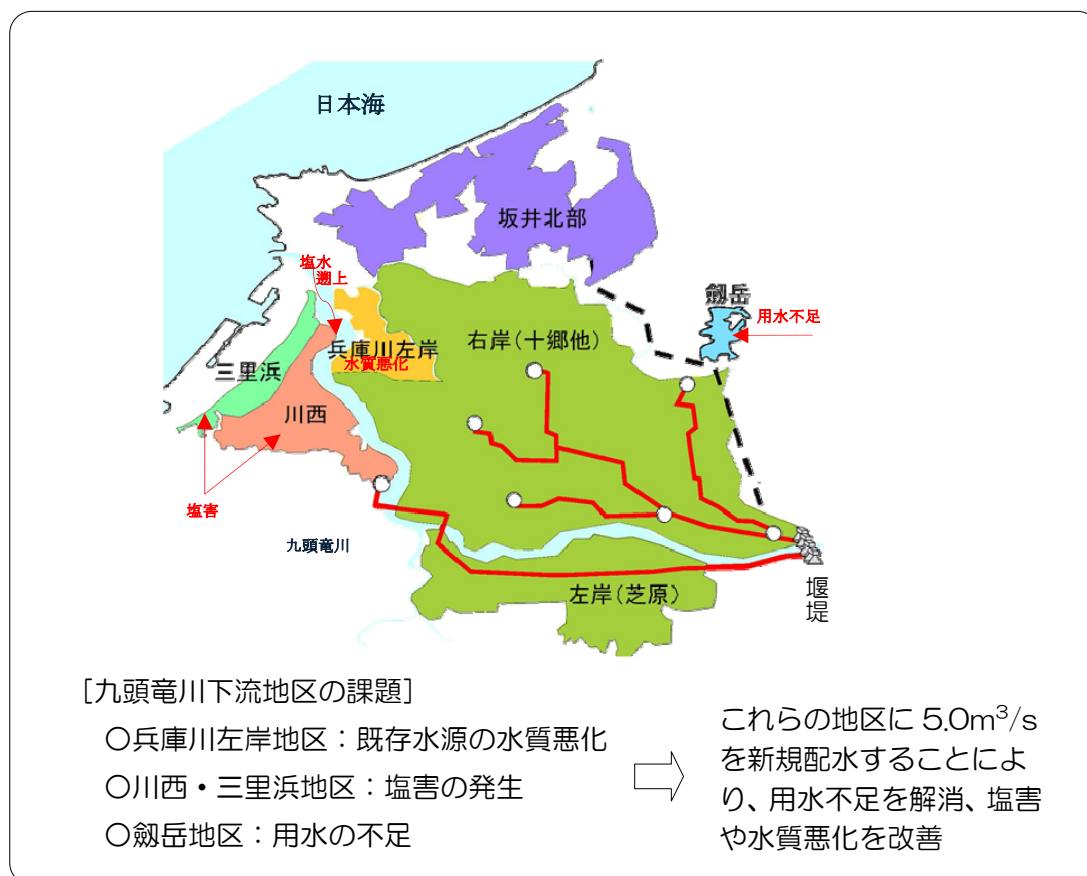 日本海
坂井北部
塩水
遡上
劔岳
用水不足
兵庫川左岸
水質悪化
右岸(十郷他)
三里浜
川西
塩害
九頭竜川
左岸(芝原)
堰堤
[九頭竜川下流地区の課題]
○兵庫川左岸地区:既存水源の水質悪化
○川西・三里浜地区:塩害の発生
○劔岳地区:用水の不足
これらの地区に 5.0m³/s
を新規配水することによ
り、用水不足を解消、塩害
や水質悪化を改善